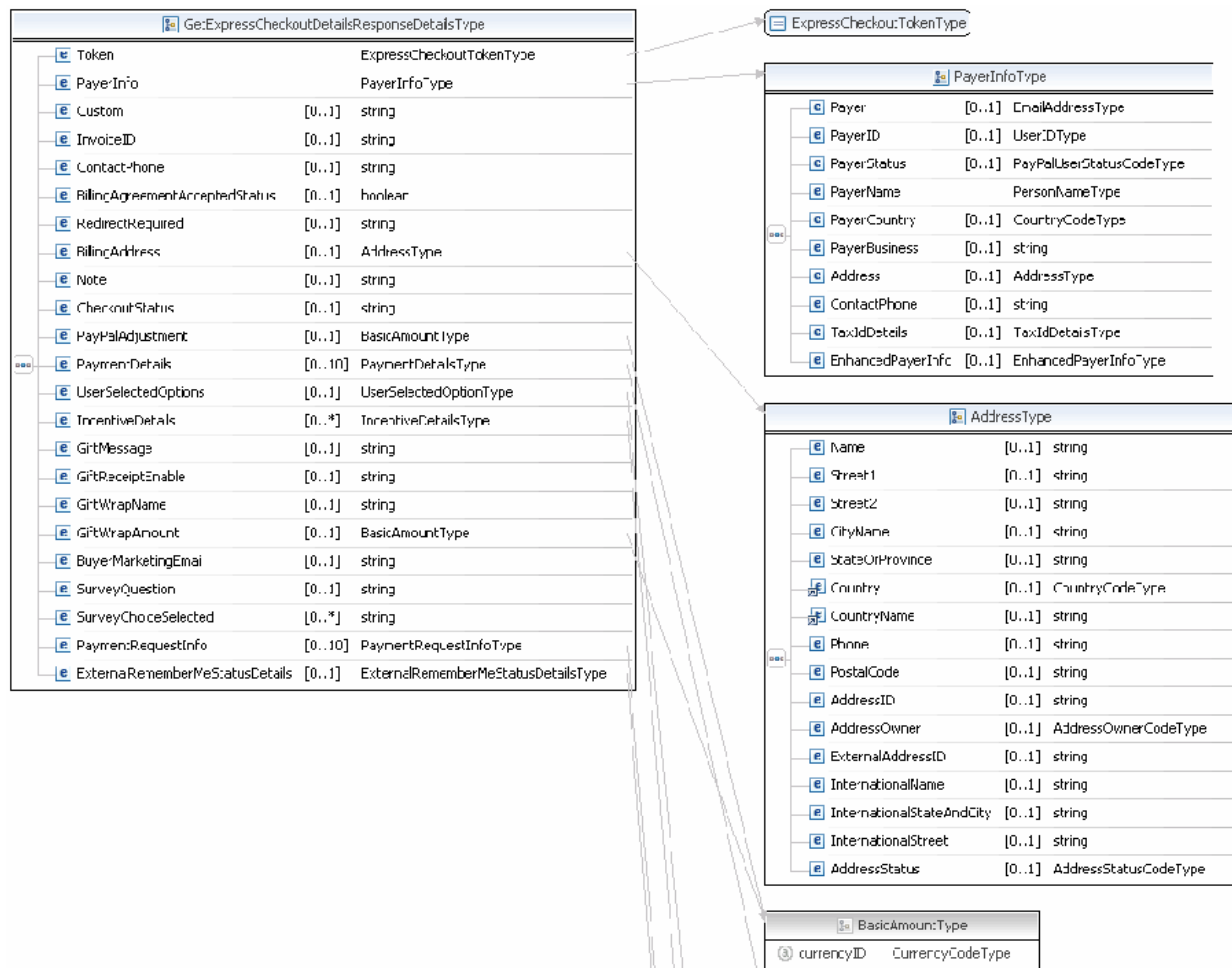 GetExpressCheckoutDetailsResponseDetailsType
Token ExpressCheckoutTokenType
PayerInfo PayerInfoType
Custom [0..1] string
InvoiceID [0..1] string
ContactPhone [0..1] string
BillingAgreementAcceptedStatus [0..1] boolean
RedirectRequired [0..1] string
BillingAddress [0..1] AddressType
Note [0..1] string
CheckoutStatus [0..1] string
PayPalAdjustment [0..1] BasicAmountType
PaymentDetails [0..10] PaymentDetailsType
UserSelectedOptions [0..1] UserSelectedOptionType
IncentiveDetails [0..*] IncentiveDetailsType
GiftMessage [0..1] string
GiftReceiptEnable [0..1] string
GiftWrapName [0..1] string
GiftWrapAmount [0..1] BasicAmountType
BuyerMarketingEmail [0..1] string
SurveyQuestion [0..1] string
SurveyChoiceSelected [0..*] string
PaymentRequestInfo [0..10] PaymentRequestInfoType
ExternalRememberMeStatusDetails [0..1] ExternalRememberMeStatusDetailsType
ExpressCheckoutTokenType
PayerInfoType
Payer [0..1] EmailAddressType
PayerID [0..1] UserIDType
PayerStatus [0..1] PayPalUserStatusCodeType
PayerName PersonNameType
PayerCountry [0..1] CountryCodeType
PayerBusiness [0..1] string
Address [0..1] AddressType
ContactPhone [0..1] string
TaxIdDetails [0..1] TaxIdDetailsType
EnhancedPayerInfo [0..1] EnhancedPayerInfoType
AddressType
Name [0..1] string
Street1 [0..1] string
Street2 [0..1] string
CityName [0..1] string
StateOrProvince [0..1] string
Country [0..1] CountryCodeType
CountryName [0..1] string
Phone [0..1] string
PostalCode [0..1] string
AddressID [0..1] string
AddressOwner [0..1] AddressOwnerCodeType
ExternalAddressID [0..1] string
InternationalName [0..1] string
InternationalStateAndCity [0..1] string
InternationalStreet [0..1] string
AddressStatus [0..1] AddressStatusCodeType
BasicAmountType
currencyID CurrencyCodeType